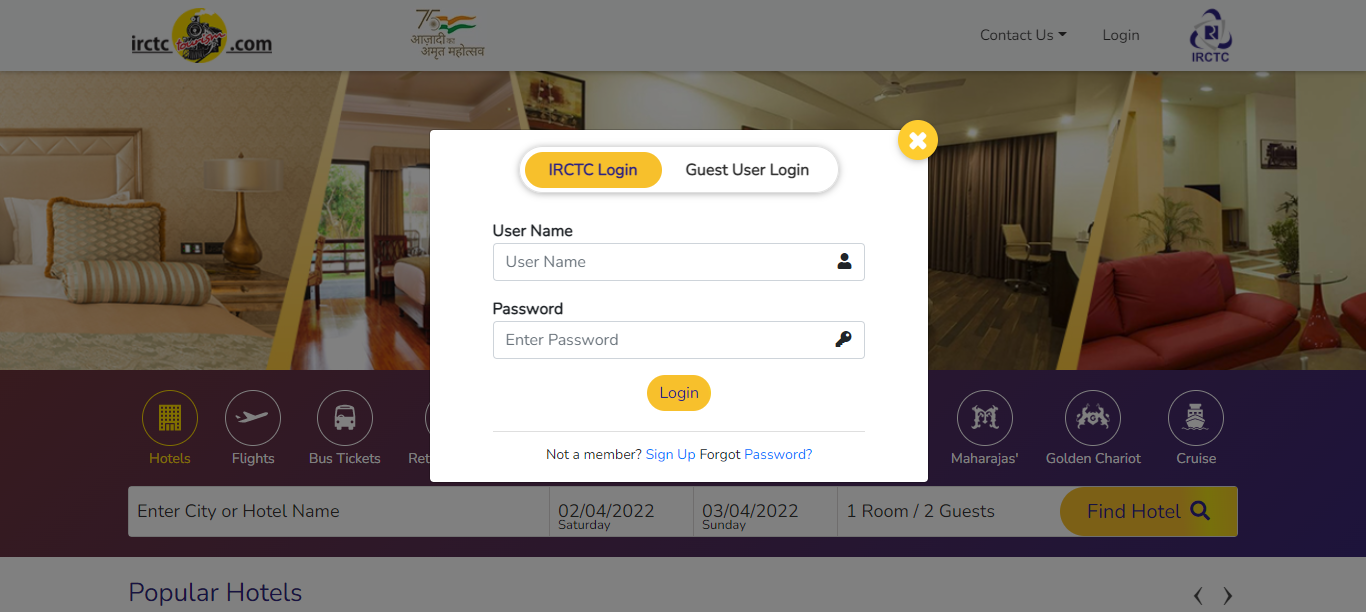 irctc tourism .com
75
आज़ादी का
अमृत महोत्सव
Contact Us
Login
IRCTC
IRCTC Login
Guest User Login
User Name
User Name
Password
Enter Password
Login
Not a member? Sign Up Forgot Password?
Hotels
Flights
Bus Tickets
Ret
Maharajas'
Golden Chariot
Cruise
Enter City or Hotel Name
02/04/2022
Saturday
03/04/2022
Sunday
1 Room / 2 Guests
Find Hotel
Popular Hotels